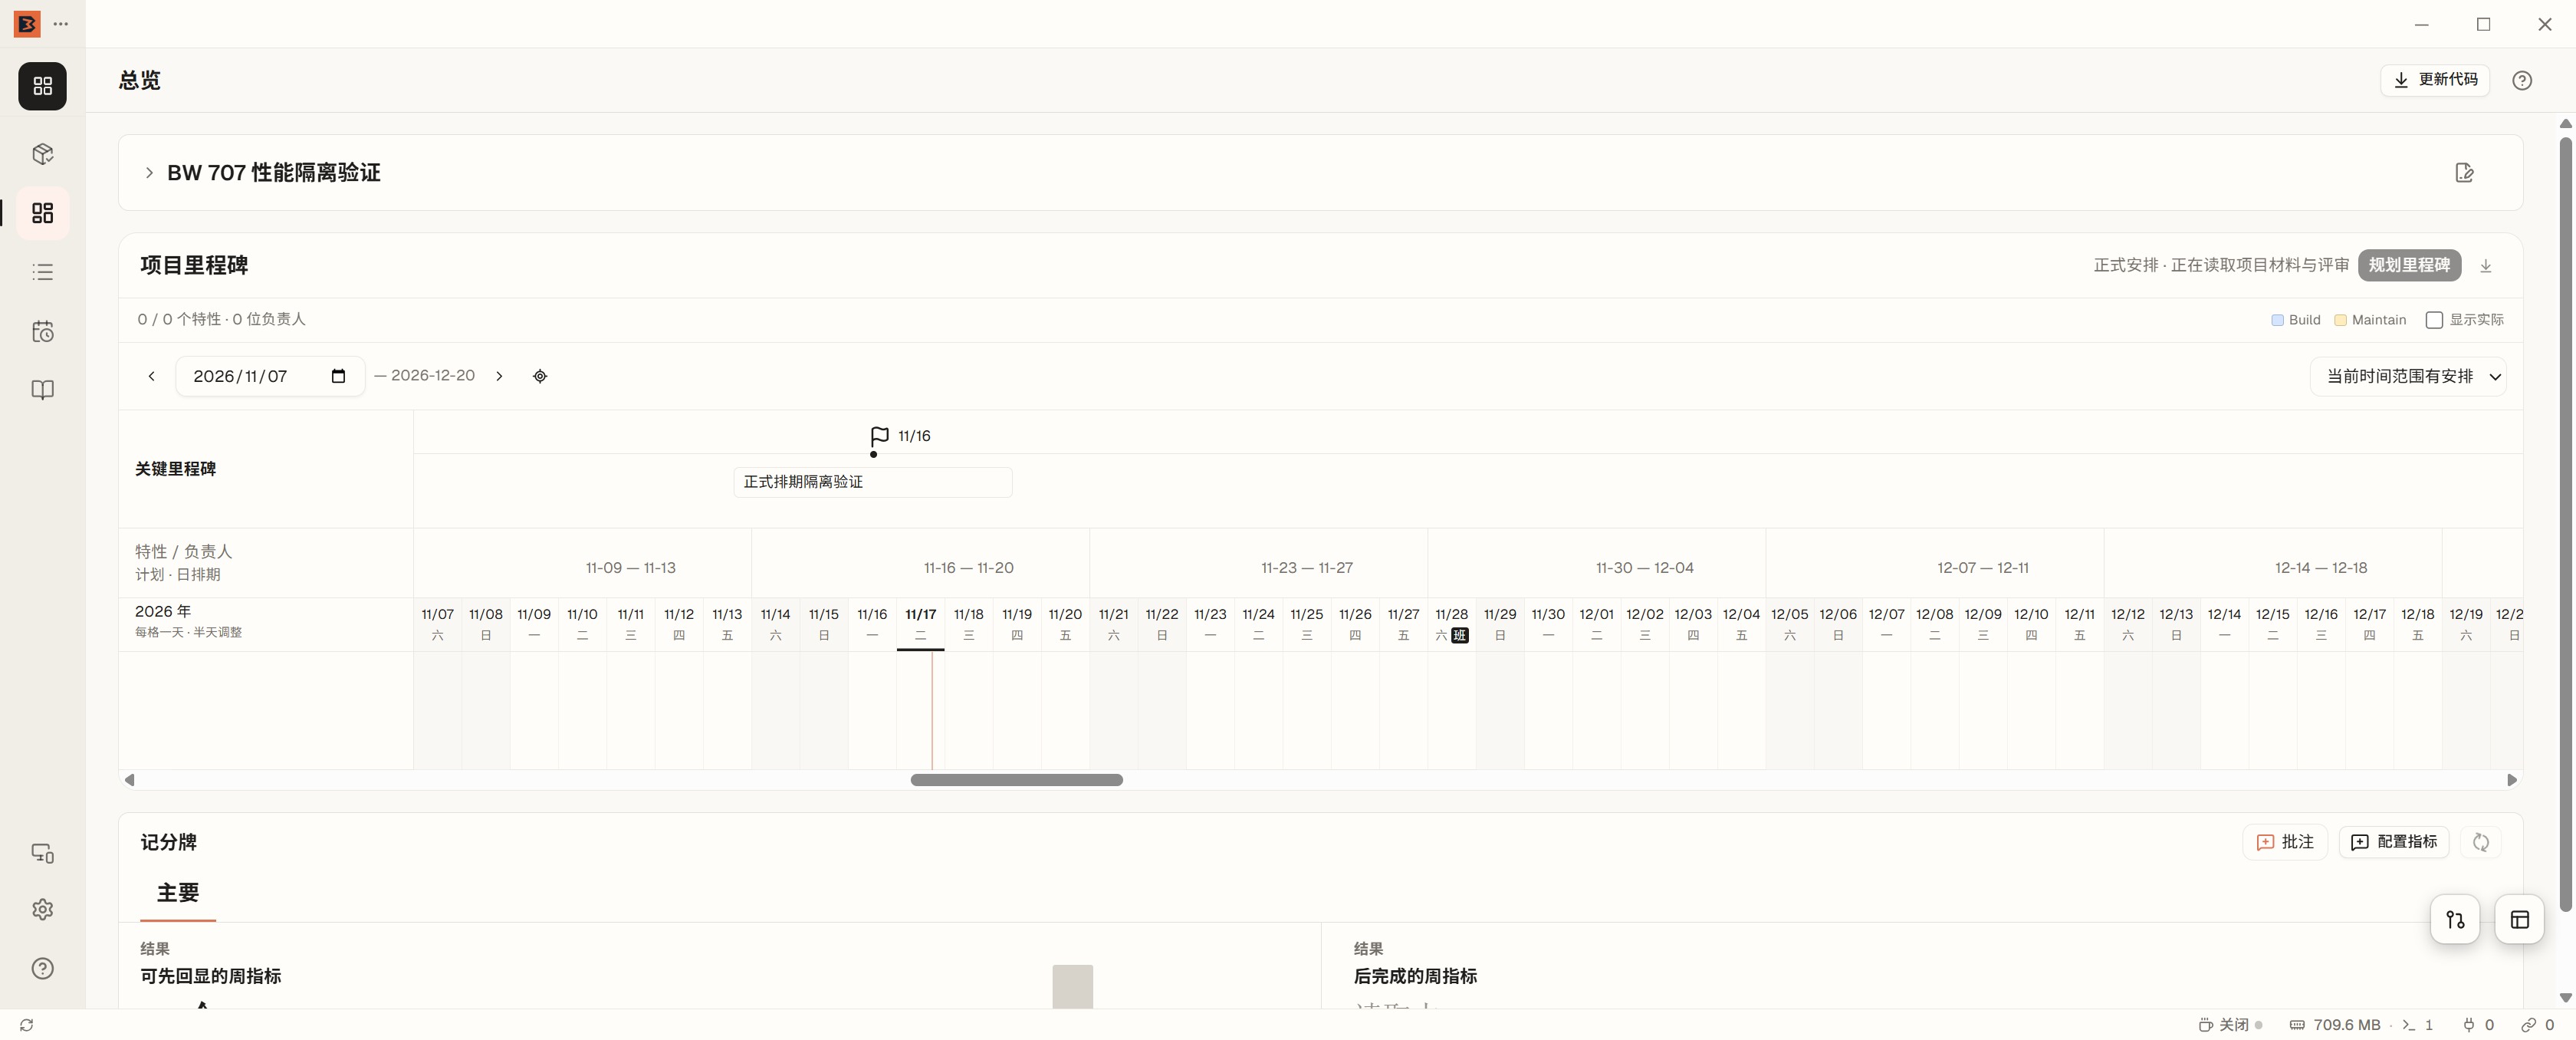 总览
更新代码
BW 707 性能隔离验证
项目里程碑
正式安排 · 正在读取项目材料与评审
规划里程碑
0 / 0 个特性 · 0 位负责人
Build
Maintain
显示实际
2026/11/07
— 2026-12-20
当前时间范围有安排
关键里程碑
11/16
正式排期隔离验证
特性 / 负责人
计划 · 日排期
11-09 — 11-13
11-16 — 11-20
11-23 — 11-27
11-30 — 12-04
12-07 — 12-11
12-14 — 12-18
2026 年
每格一天 · 半天调整
11/07 11/08 11/09 11/10 11/11 11/12 11/13 11/14 11/15 11/16 11/17 11/18 11/19 11/20 11/21 11/22 11/23 11/24 11/25 11/26 11/27 11/28 11/29 11/30 12/01 12/02 12/03 12/04 12/05 12/06 12/07 12/08 12/09 12/10 12/11 12/12 12/13 12/14 12/15 12/16 12/17 12/18 12/19 12/2
六 日 一 二 三 四 五 六 日 一 二 三 四 五 六 日 一 二 三 四 五 六 班 日 一 二 三 四 五 六 日 一 二 三 四 五 六 日 一 二 三 四 五 六 日
记分牌
批注
配置指标
主要
结果
可先回显的周指标
结果
后完成的周指标
关闭
709.6 MB · 1
0
0